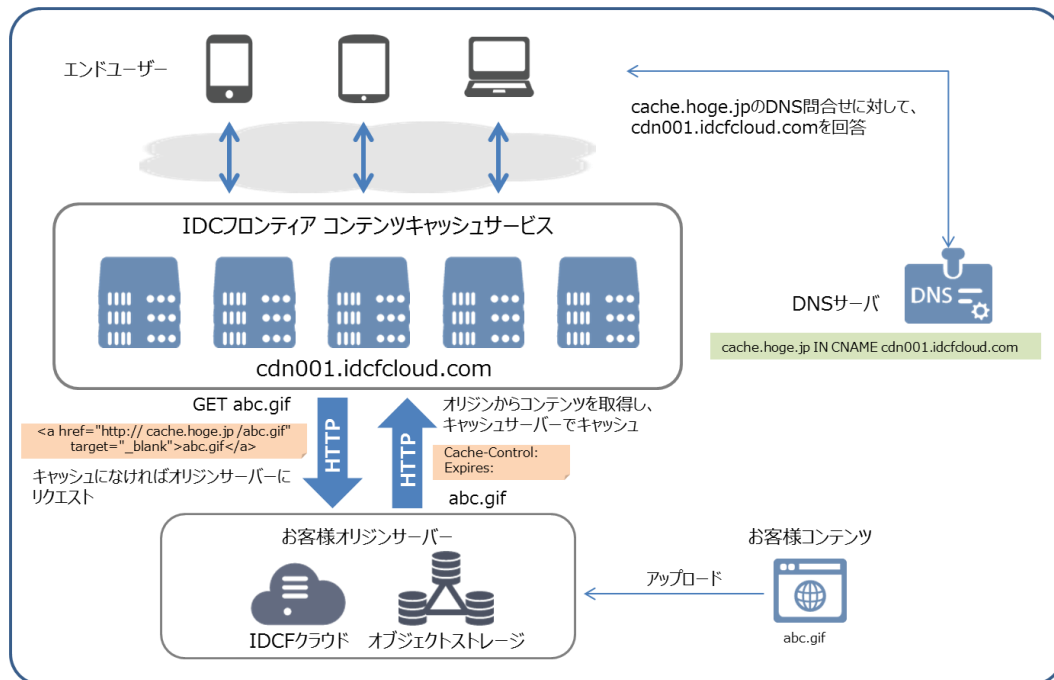 エンドユーザー
cache.hoge.jpのDNS問合せに対して、
cdn001.idcfcloud.comを回答
IDCフロンティア コンテンツキャッシュサービス
cdn001.idcfcloud.com
DNS
DNSサーバ
cache.hoge.jp IN CNAME cdn001.idcfcloud.com
GET abc.gif
<a href="http:// cache.hoge.jp /abc.gif"
target="_blank">abc.gif</a>
キャッシュになければオリジンサーバーに
リクエスト
HTTP
HTTP
オリジンからコンテンツを取得し、
キャッシュサーバーでキャッシュ
Cache-Control:
Expires:
abc.gif
お客様オリジンサーバー
IDCFクラウド
オブジェクトストレージ
アップロード
お客様コンテンツ
abc.gif